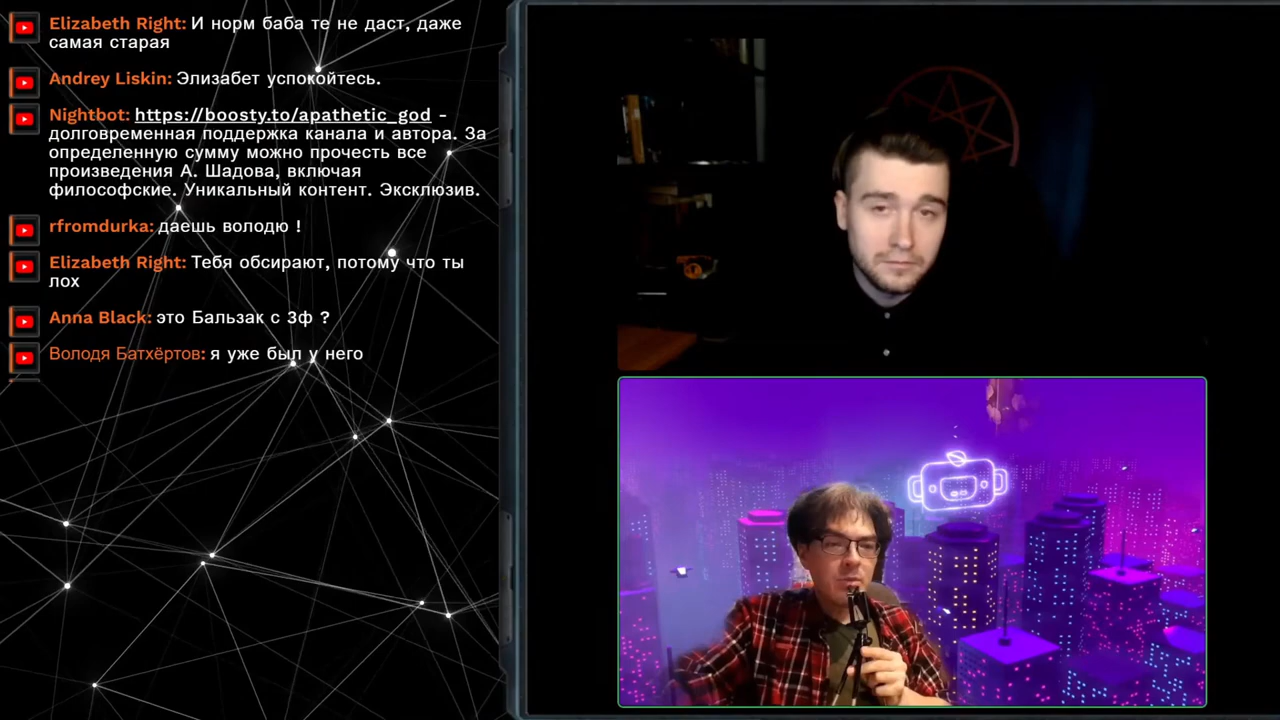 Elizabeth Right: И норм баба те не даст, даже
самая старая
Andrey Liskin: Элизабет успокойтесь.
Nightbot: https://boosty.to/apathetic_god -
долговременная поддержка канала и автора. За
определенную сумму можно прочесть все
произведения А. Шадова, включая
философские. Уникальный контент. Эксклюзив.
rfromdurka: даешь володю !
Elizabeth Right: Тебя обсирают, потому что ты
лох
Anna Black: это Бальзак с 3ф ?
Володя Батхёртов: я уже был у него